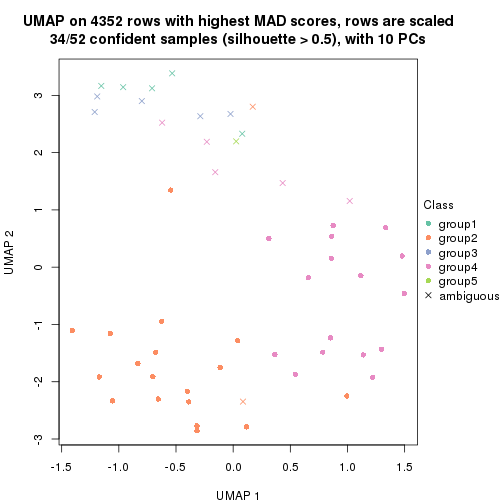 UMAP on 4352 rows with highest MAD scores, rows are scaled
34/52 confident samples (silhouette > 0.5), with 10 PCs
3
2
1
0
-1
-2
-3
UMAP 2
-1.5 -1.0 -0.5 0.0 0.5 1.0 1.5
UMAP 1
Class
group1
group2
group3
group4
group5
ambiguous